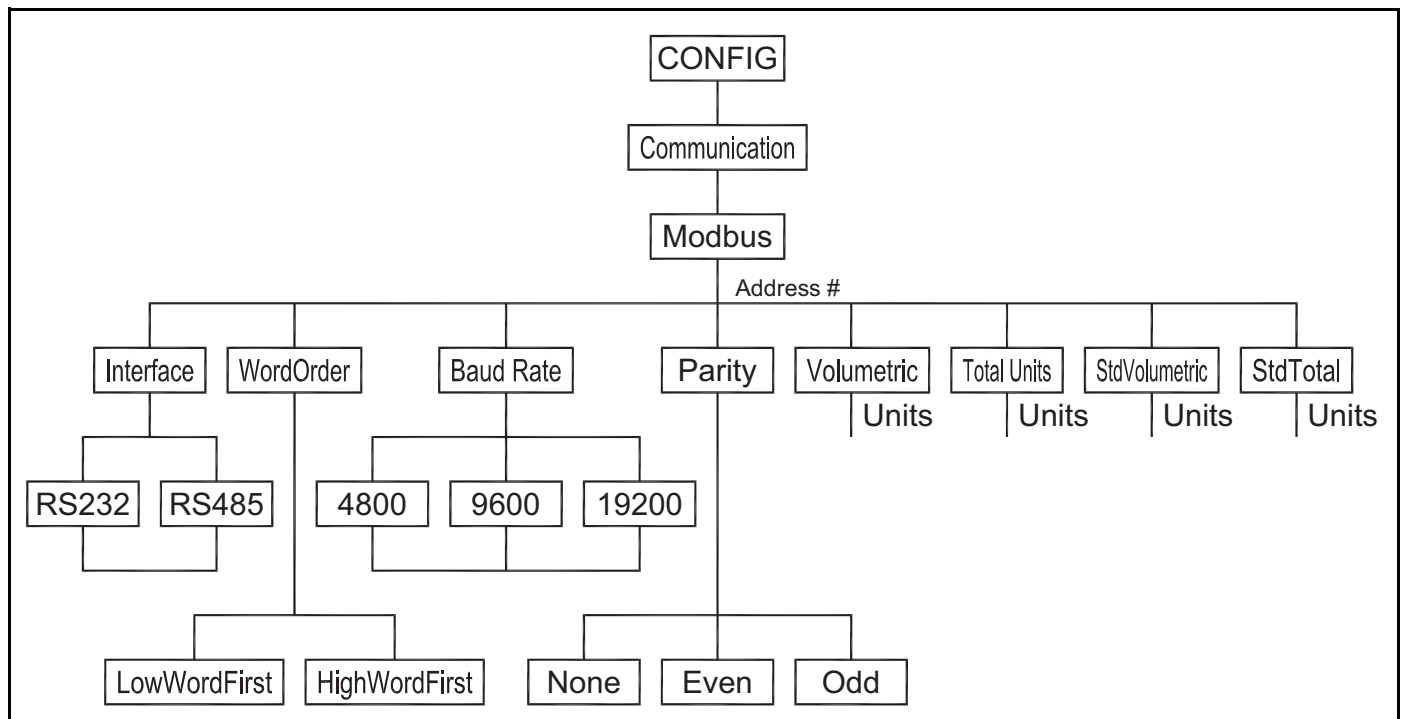 CONFIG
Communication
Modbus
Address #
Interface
WordOrder
Baud Rate
Parity
Volumetric
Total Units
StdVolumetric
StdTotal
Units
Units
Units
Units
RS232
RS485
4800
9600
19200
LowWordFirst
HighWordFirst
None
Even
Odd